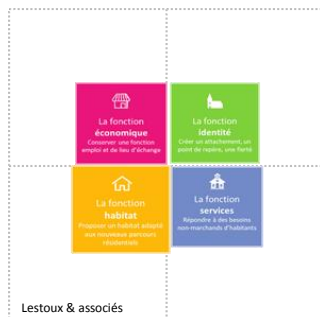 La fonction
économique
Conserver une fonction
emploi et de lieu d'échange
La fonction
identité
Créer un attachement, un
point de repère, une fierté
La fonction
habitat
Proposer un habitat adapté
aux nouveaux parcours
résidentiels
La fonction
services
Répondre à des besoins
non-marchands d'habitants
Lestoux & associés